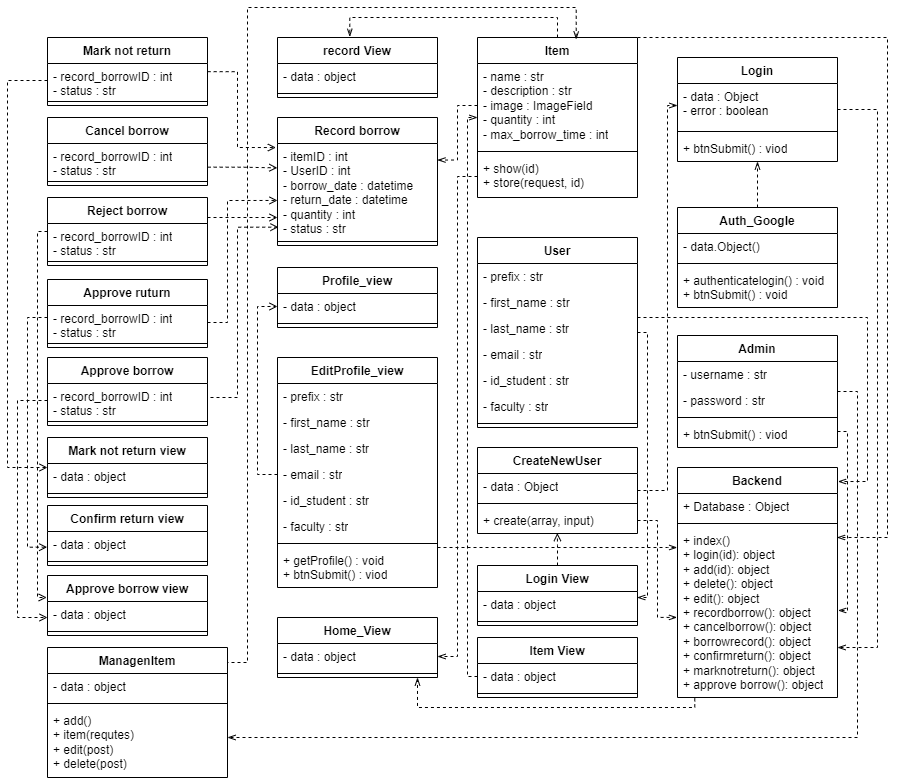 Mark not return
- record_borrowID : int
- status : str
Cancel borrow
- record_borrowID : int
- status : str
Reject borrow
- record_borrowID : int
- status : str
Approve ruturn
- record_borrowID : int
- status : str
Approve borrow
- record_borrowID : int
- status : str
Mark not return view
- data : object
Confirm return view
- data : object
Approve borrow view
- data : object
ManagenItem
- data : object
+ add()
+ item(requtes)
+ edit(post)
+ delete(post)
record View
- data : object
Record borrow
- itemID : int
- UserID : int
- borrow_date : datetime
- return_date : datetime
- quantity : int
- status : str
Profile_view
- data : object
EditProfile_view
- prefix : str
- first_name : str
- last_name : str
- email : str
- id_student : str
- faculty : str
+ getProfile() : void
+ btnSubmit() : viod
Home_View
- data : object
Item
- name : str
- description : str
- image : ImageField
- quantity : int
- max_borrow_time : int
+ show(id)
+ store(request, id)
User
- prefix : str
- first_name : str
- last_name : str
- email : str
- id_student : str
- faculty : str
CreateNewUser
- data : Object
+ create(array, input)
Login View
- data : object
Item View
- data : object
Login
- data : Object
- error : boolean
+ btnSubmit() : viod
Auth_Google
- data.Object()
+ authenticatelogin() : void
+ btnSubmit() : void
Admin
- username : str
- password : str
+ btnSubmit() : viod
Backend
+ Database : Object
+ index()
+ login(id): object
+ add(id): object
+ delete(): object
+ edit(): object
+ recordborrow(): object
+ cancelborrow(): object
+ borrowrecord(): object
+ confirmreturn(): object
+ marknotreturn(): object
+ approve borrow(): object